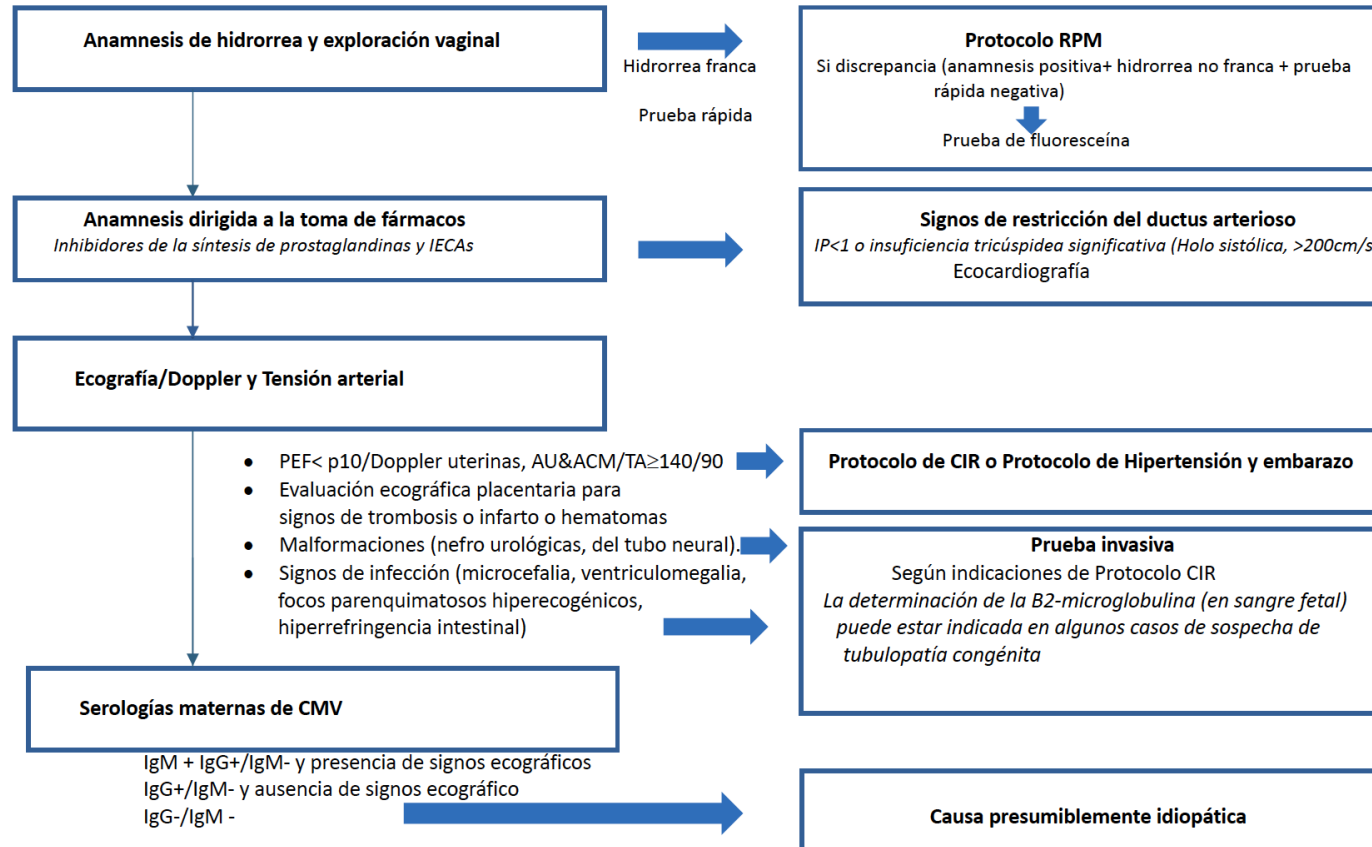 Anamnesis de hidrorrea y exploración vaginal
Hidrorrea franca
Prueba rápida
Protocolo RPM
Si discrepancia (anamnesis positiva+ hidrorrea no franca + prueba
rápida negativa)
Prueba de fluoresceína
Anamnesis dirigida a la toma de fármacos
Inhibidores de la síntesis de prostaglandinas y IECAs
Signos de restricción del ductus arterioso
IP<1 o insuficiencia tricúspidea significativa (Holo sistólica, >200cm/s
Ecocardiografía
Ecografía/Doppler y Tensión arterial
• PEF< p10/Doppler uterinas, AU&ACM/TA≥140/90
• Evaluación ecográfica placentaria para
signos de trombosis o infarto o hematomas
• Malformaciones (nefro urológicas, del tubo neural).
• Signos de infección (microcefalia, ventriculomegalia,
focos parenquimatosos hiperecogénicos,
hiperrefringencia intestinal)
Protocolo de CIR o Protocolo de Hipertensión y embarazo
Prueba invasiva
Según indicaciones de Protocolo CIR
La determinación de la B2-microglobulina (en sangre fetal)
puede estar indicada en algunos casos de sospecha de
tubulopatía congénita
Serologías maternas de CMV
IgM + IgG+/IgM- y presencia de signos ecográficos
IgG+/IgM- y ausencia de signos ecográfico
IgG-/IgM -
Causa presumiblemente idiopática